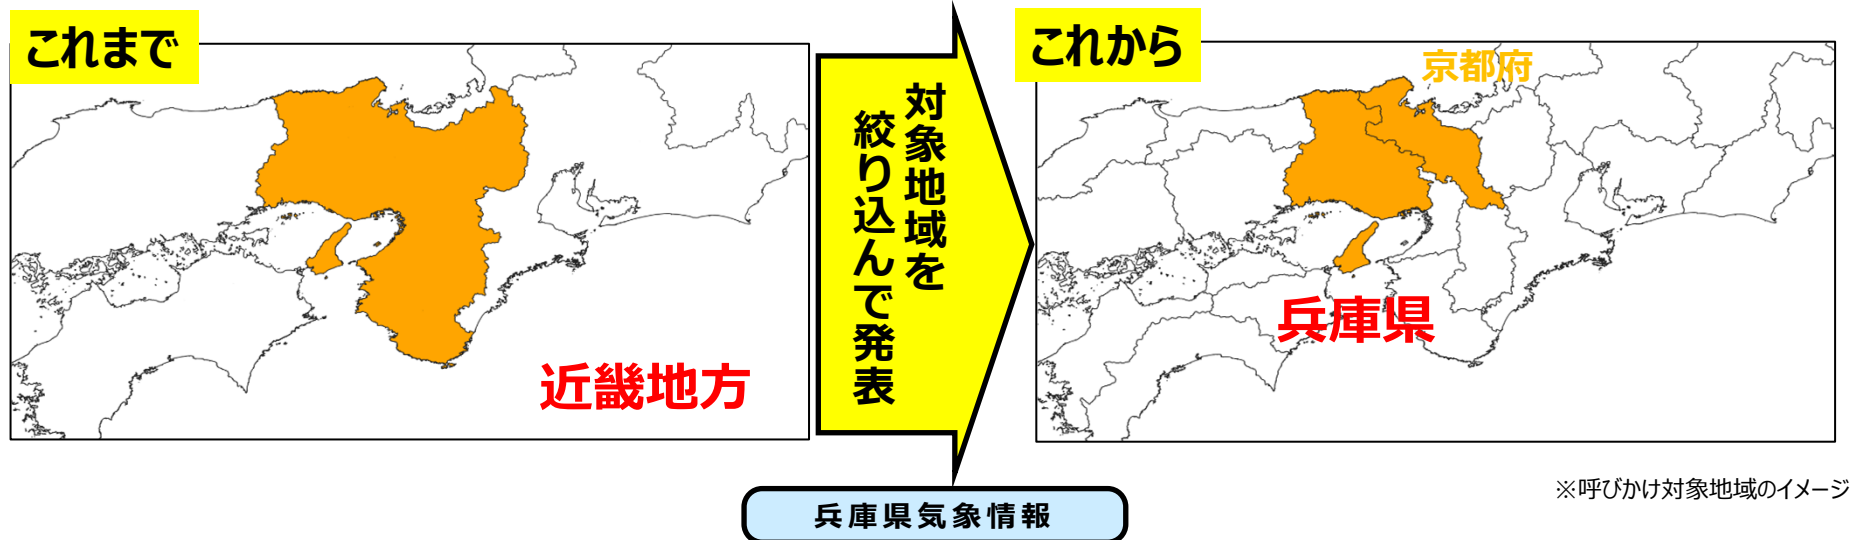 これまで
近畿地方
対象地域を
絞り込んで発表
これから
京都府
兵庫県
※呼びかけ対象地域のイメージ
兵庫県気象情報